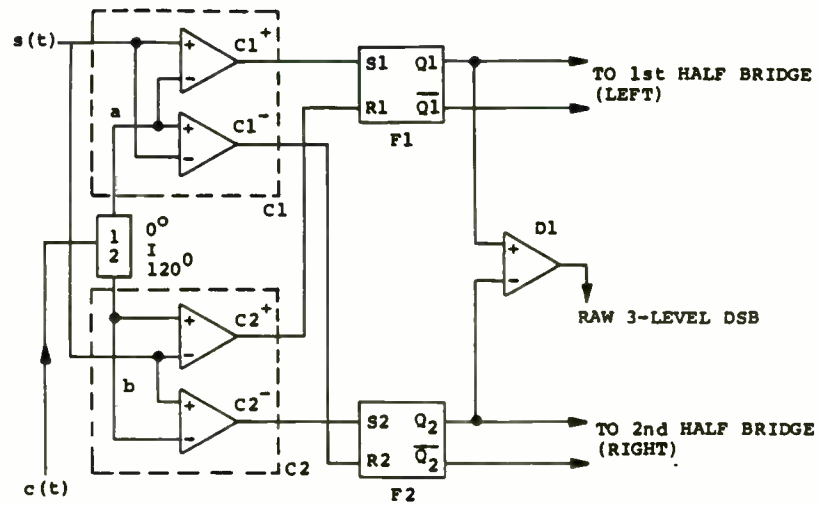 s(t)
+
-
C1+
a
+
-
C1-
C1
1
2
0°
I
120°
+
-
C2+
b
+
-
C2-
C2
c(t)
S1 Q1
R1 Q1
F1
TO 1st HALF BRIDGE
(LEFT)
+
-
D1
RAW 3-LEVEL DSB
S2 Q2
R2 Q2
F2
TO 2nd HALF BRIDGE
(RIGHT)